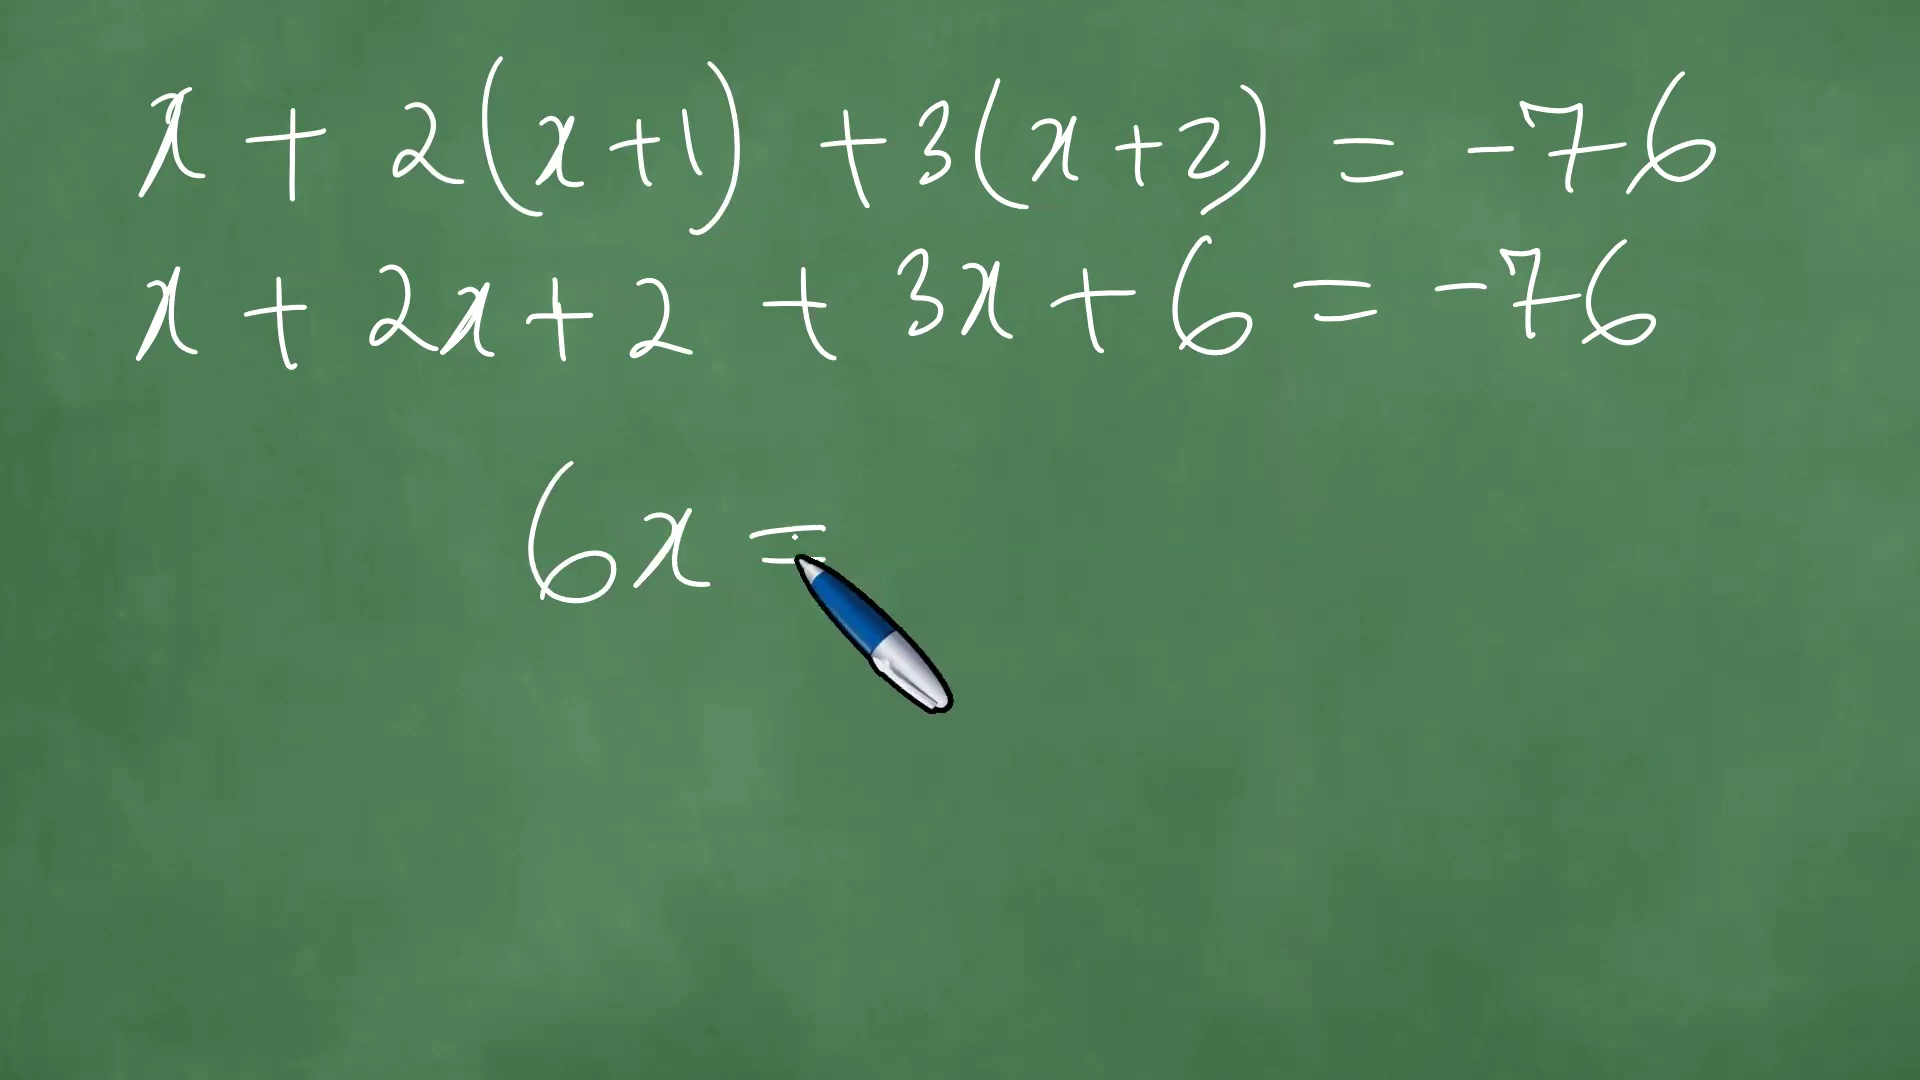 x + 2(x+1) +3(x+2) = -76
x + 2x+2 + 3x+6 = -76
6x =